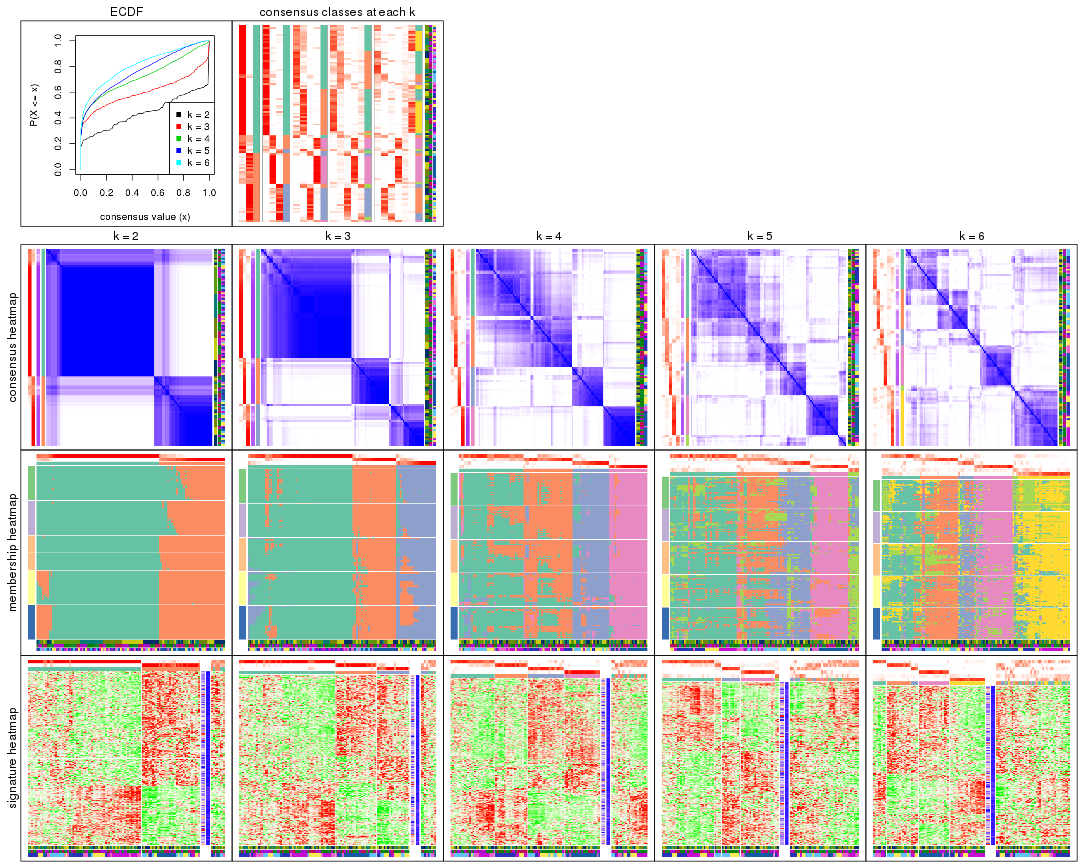 ECDF
consensus classes at each k
P(X <= x)
0.0
0.2
0.4
0.6
0.8
1.0
k = 2
k = 3
k = 4
k = 5
k = 6
0.0 0.2 0.4 0.6 0.8 1.0
consensus value (x)
k = 2
k = 3
k = 4
k = 5
k = 6
consensus heatmap
membership heatmap
signature heatmap